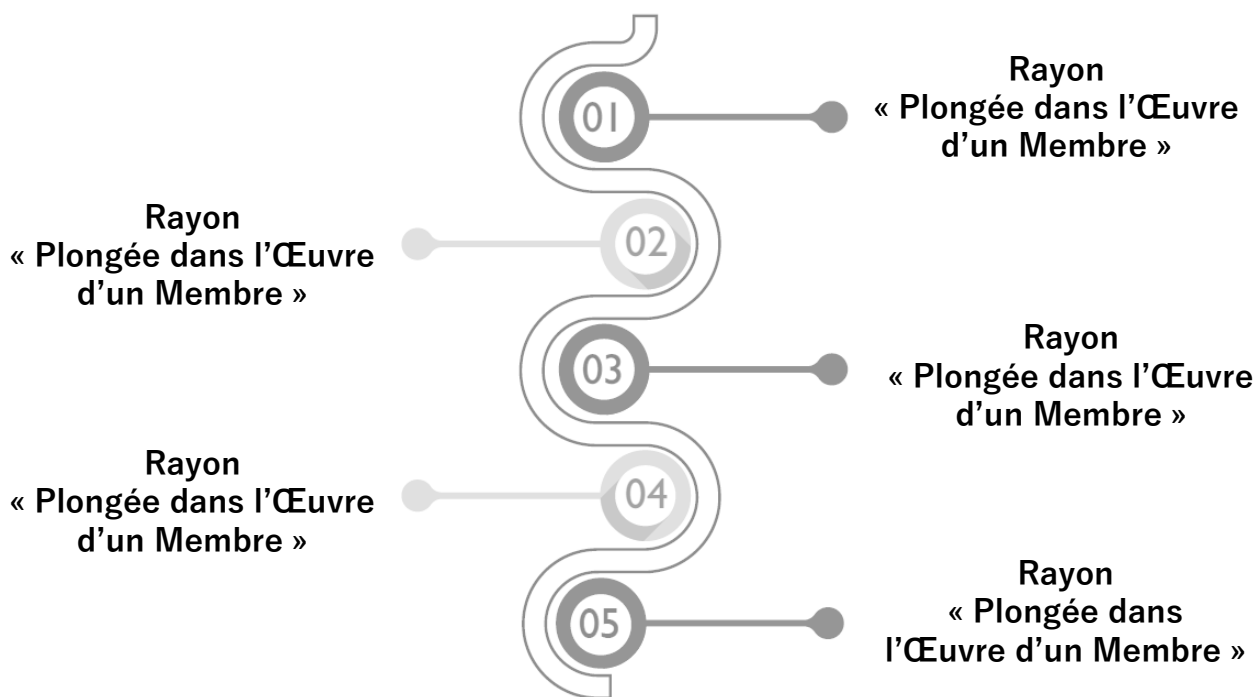 01
Rayon
« Plongée dans l’Œuvre
d’un Membre »
Rayon
« Plongée dans l’Œuvre
d’un Membre »
02
03
Rayon
« Plongée dans l’Œuvre
d’un Membre »
Rayon
« Plongée dans l’Œuvre
d’un Membre »
04
05
Rayon
« Plongée dans
l’Œuvre d’un Membre »